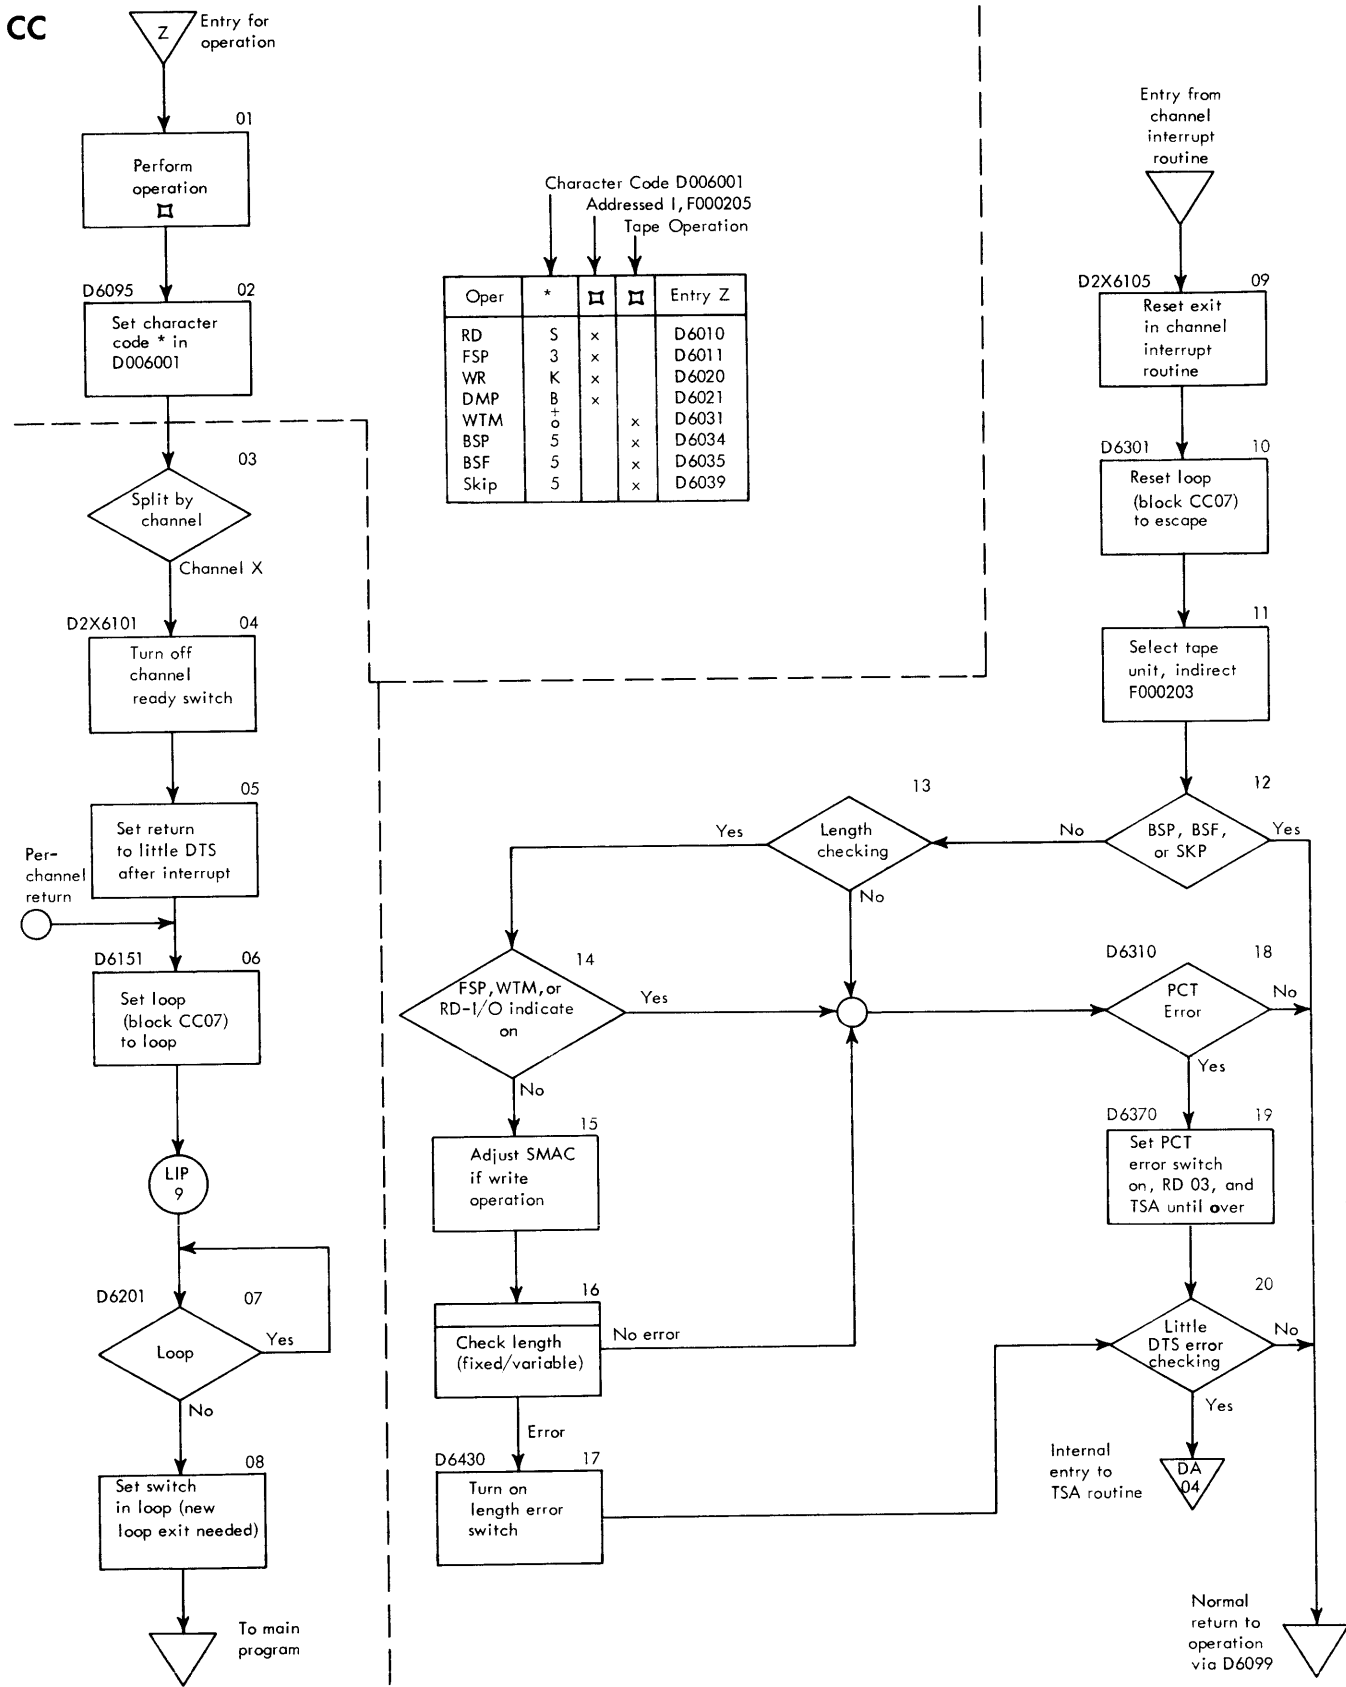 CC
Z
Entry for
operation
01
Perform
operation
D6095
02
Set character
code * in
D006001
03
Split by
channel
Channel X
D2X6101
04
Turn off
channel
ready switch
05
Set return
to little DTS
after interrupt
Per-
channel
return
D6151
06
Set loop
(block CC07)
to loop
LIP
9
D6201
07
Loop
Yes
No
08
Set switch
in loop (new
loop exit needed)
To main
program
Character Code D006001
Addressed I, F000205
Tape Operation
Oper * ¤ ¤ Entry Z
RD S x D6010
FSP 3 x D6011
WR K x D6020
DMP B x D6021
WTM +o x D6031
BSP 5 x D6034
BSF 5 x D6035
Skip 5 x D6039
Entry from
channel
interrupt
routine
D2X6105
09
Reset exit
in channel
interrupt
routine
D6301
10
Reset loop
(block CC07)
to escape
11
Select tape
unit, indirect
F000203
12
BSP, BSF,
or SKP
Yes
No
13
Length
checking
Yes
No
14
FSP, WTM, or
RD-I/O indicate
on
Yes
No
15
Adjust SMAC
if write
operation
16
Check length
(fixed/variable)
No error
Error
D6430
17
Turn on
length error
switch
D6310
18
PCT
Error
No
Yes
D6370
19
Set PCT
error switch
on, RD 03, and
TSA until over
20
Little
DTS error
checking
No
Yes
Internal
entry to
TSA routine
DA
04
Normal
return to
operation
via D6099